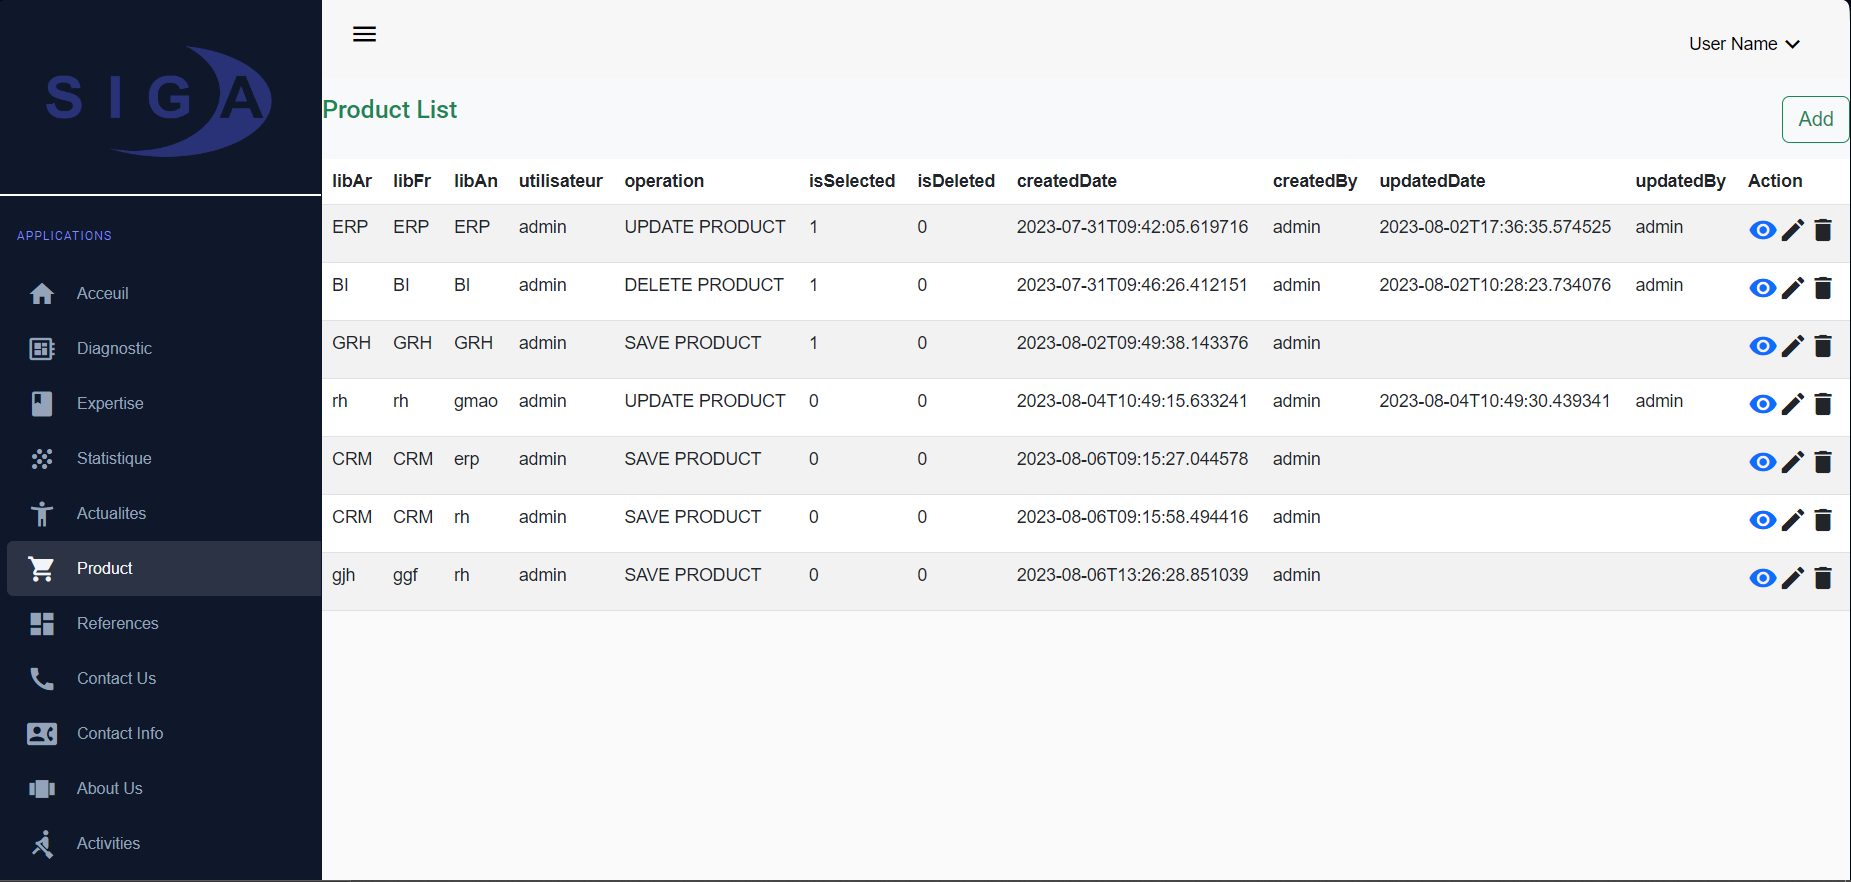 SIGA
User Name
Product List
Add
libAr libFr libAn utilisateur operation isSelected isDeleted createdDate createdBy updatedDate updatedBy Action
ERP ERP ERP admin UPDATE PRODUCT 1 0 2023-07-31T09:42:05.619716 admin 2023-08-02T17:36:35.574525 admin
BI BI BI admin DELETE PRODUCT 1 0 2023-07-31T09:46:26.412151 admin 2023-08-02T10:28:23.734076 admin
GRH GRH GRH admin SAVE PRODUCT 1 0 2023-08-02T09:49:38.143376 admin
rh rh gmao admin UPDATE PRODUCT 0 0 2023-08-04T10:49:15.633241 admin 2023-08-04T10:49:30.439341 admin
CRM CRM erp admin SAVE PRODUCT 0 0 2023-08-06T09:15:27.044578 admin
CRM CRM rh admin SAVE PRODUCT 0 0 2023-08-06T09:15:58.494416 admin
gjh ggf rh admin SAVE PRODUCT 0 0 2023-08-06T13:26:28.851039 admin
APPLICATIONS
Acceuil
Diagnostic
Expertise
Statistique
Actualites
Product
References
Contact Us
Contact Info
About Us
Activities